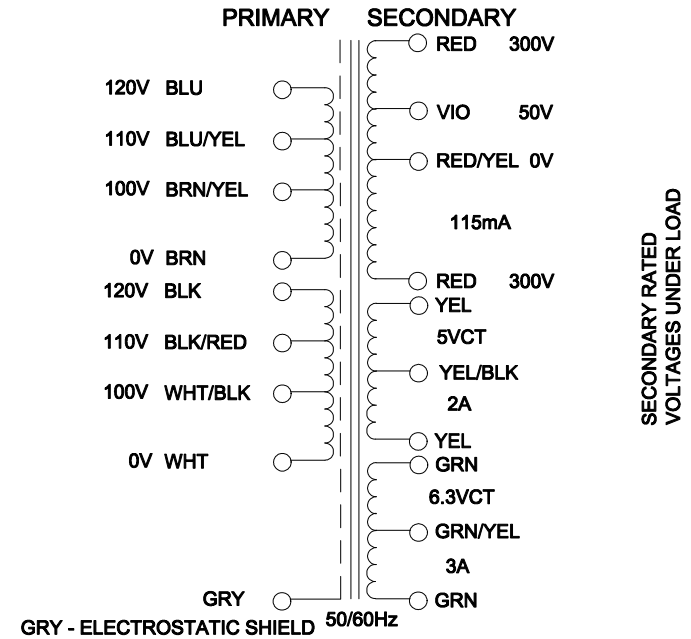 PRIMARY SECONDARY
RED 300V
120V BLU
VIO 50V
110V BLU/YEL
RED/YEL 0V
100V BRN/YEL
115mA
0V BRN
RED 300V
120V BLK
YEL
110V BLK/RED
5VCT
YEL/BLK
100V WHT/BLK
2A
YEL
0V WHT
GRN
6.3VCT
GRN/YEL
3A
GRY
GRN
GRY - ELECTROSTATIC SHIELD
50/60Hz
SECONDARY RATED
VOLTAGES UNDER LOAD